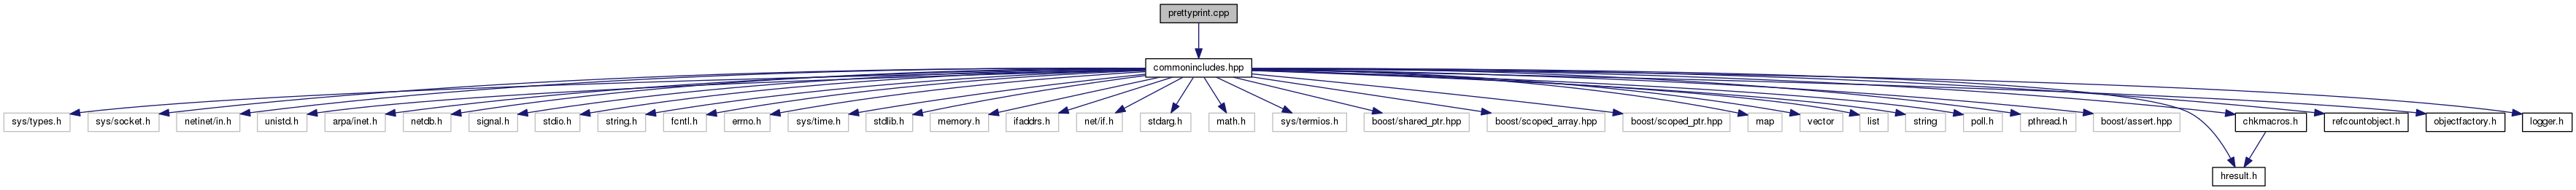 prettyprint.cpp
commonincludes.hpp
sys/types.h
sys/socket.h
netinet/in.h
unistd.h
arpa/inet.h
netdb.h
signal.h
stdio.h
string.h
fcntl.h
errno.h
sys/time.h
stdlib.h
memory.h
ifaddrs.h
net/if.h
stdarg.h
math.h
sys/termios.h
boost/shared_ptr.hpp
boost/scoped_array.hpp
boost/scoped_ptr.hpp
map
vector
list
string
poll.h
pthread.h
boost/assert.hpp
chkmacros.h
refcountobject.h
objectfactory.h
logger.h
hresult.h